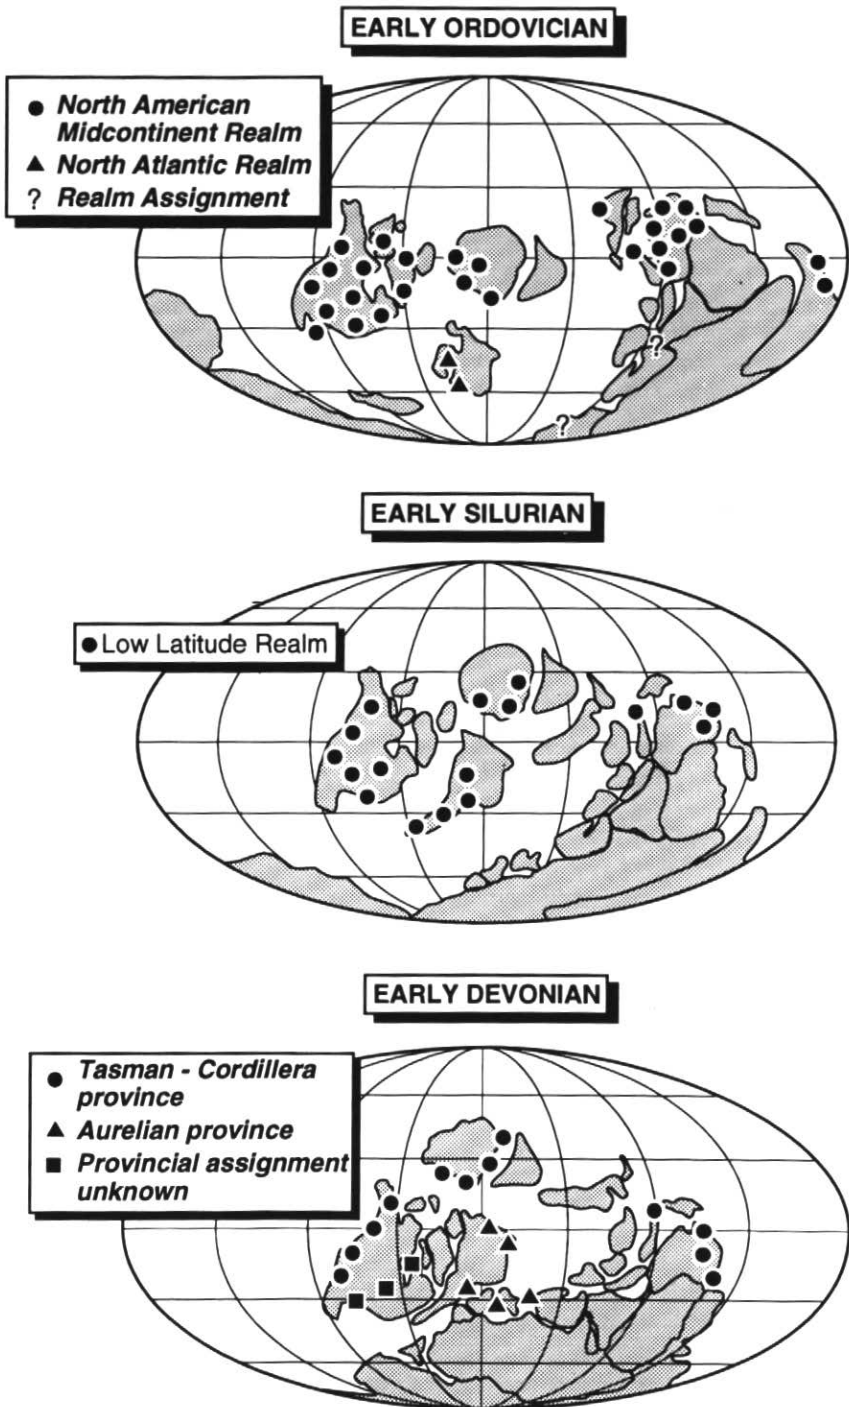 EARLY ORDOVICIAN
● North American
Midcontinent Realm
▲ North Atlantic Realm
? Realm Assignment
?
?
EARLY SILURIAN
● Low Latitude Realm
EARLY DEVONIAN
● Tasman - Cordillera
province
▲ Aurelian province
■ Provincial assignment
unknown